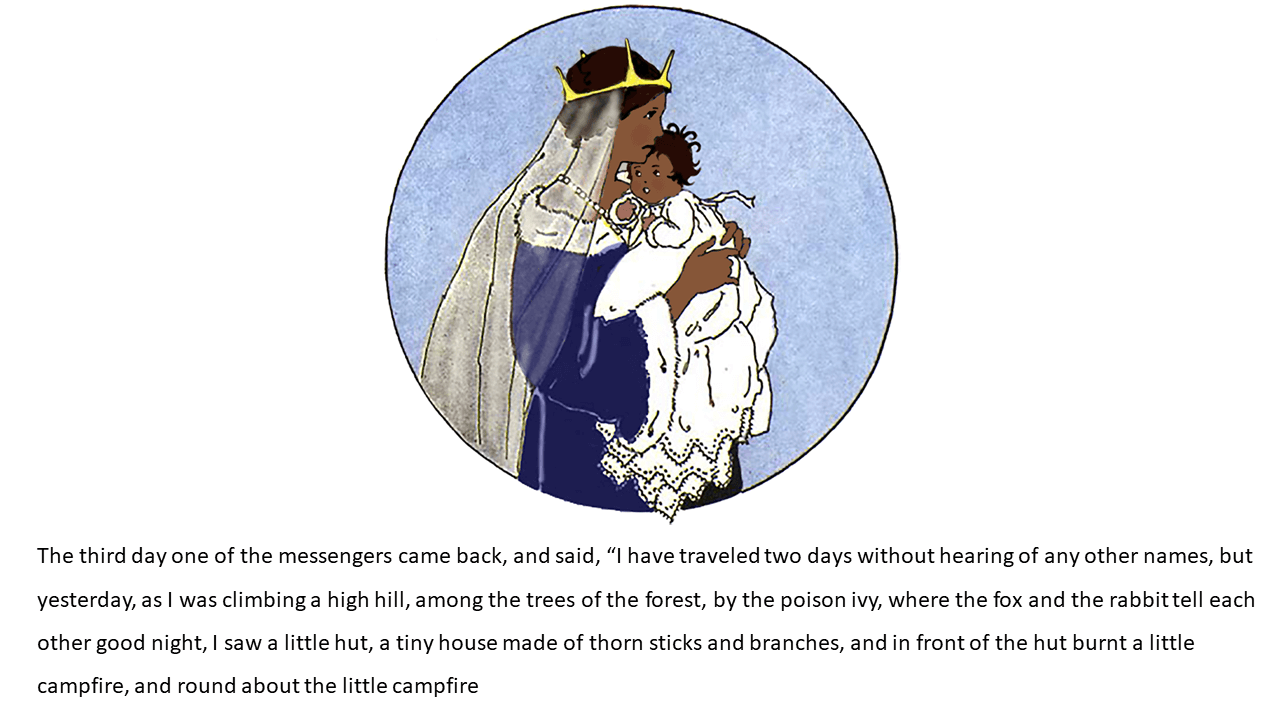 The third day one of the messengers came back, and said, “I have traveled two days without hearing of any other names, but
yesterday, as I was climbing a high hill, among the trees of the forest, by the poison ivy, where the fox and the rabbit tell each
other good night, I saw a little hut, a tiny house made of thorn sticks and branches, and in front of the hut burnt a little
campfire, and round about the little campfire